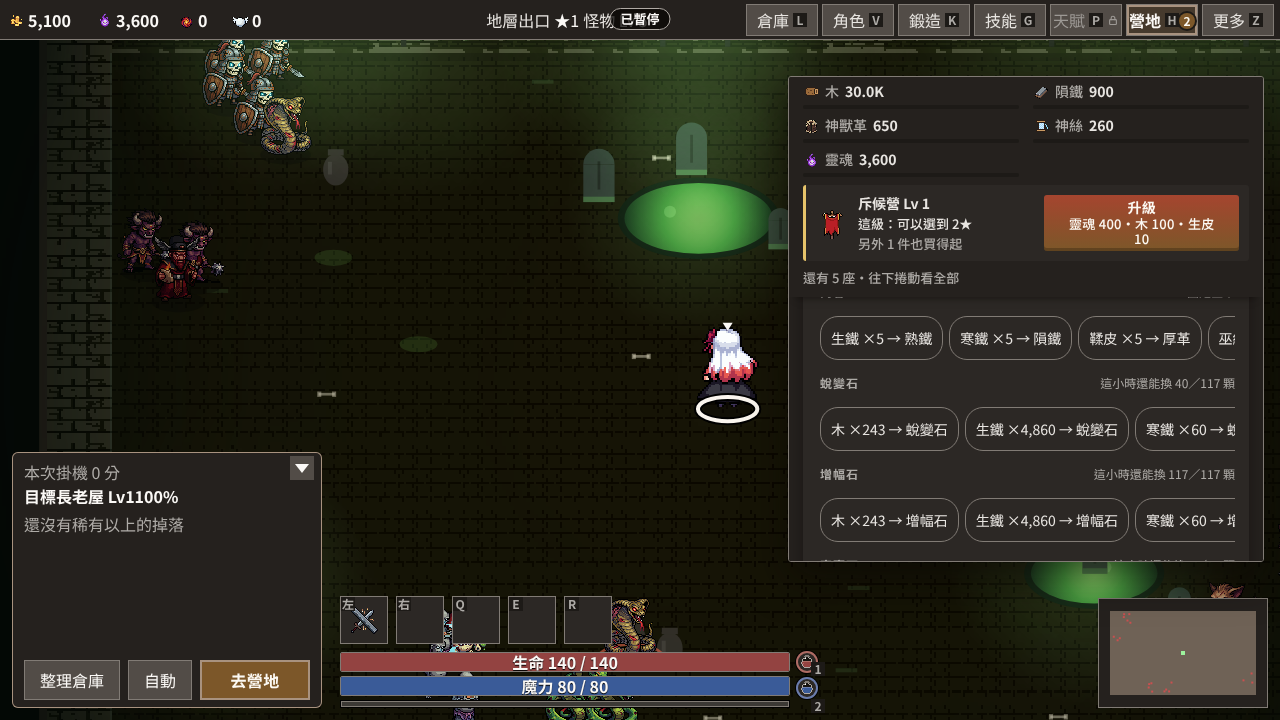 5,100 3,600 0 0
地層出口 ★1 怪物
已暫停
倉庫 L 角色 V 鍛造 K 技能 G 天賦 P 營地 H 2 更多 Z
木 30.0K
隕鐵 900
神獸革 650
神絲 260
靈魂 3,600
斥候營 Lv 1
這級：可以選到 2★
另外 1 件也買得起
升級
靈魂 400・木 100・生皮
10
還有 5 座・往下捲動看全部
生鐵 ×5 → 熟鐵
寒鐵 ×5 → 隕鐵
鞣皮 ×5 → 厚革
蛻變石
這小時還能換 40／117 顆
木 ×243 → 蛻變石
生鐵 ×4,860 → 蛻變石
寒鐵 ×60 →
增幅石
這小時還能換 117／117 顆
木 ×243 → 增幅石
生鐵 ×4,860 → 增幅石
寒鐵 ×60 →
本次掛機 0 分
目標長老屋 Lv1100%
還沒有稀有以上的掉落
整理倉庫 自動 去營地
左 右 Q E R
生命 140 / 140
1
魔力 80 / 80
2